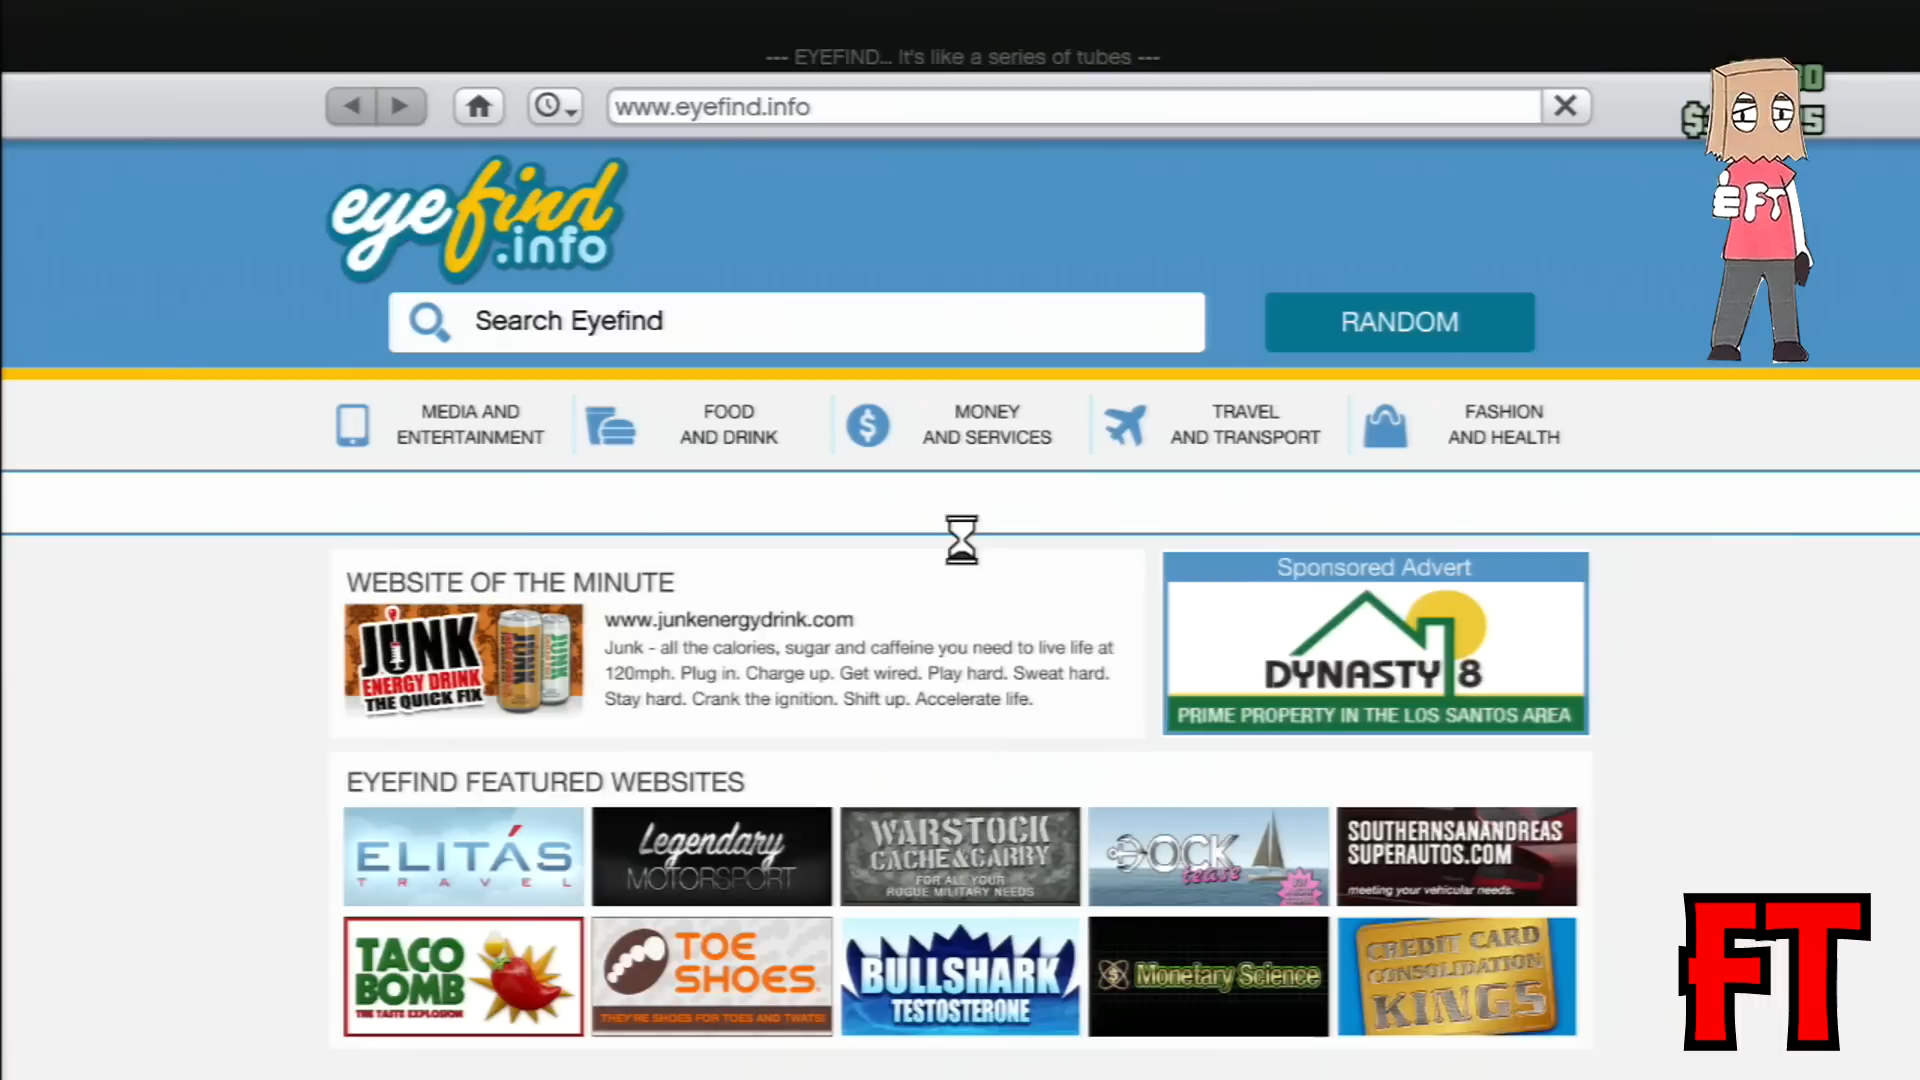 --- EYEFIND... It's like a series of tubes ---
www.eyefind.info
eyefind
.info
Search Eyefind
RANDOM
EFT
MEDIA AND
ENTERTAINMENT
FOOD
AND DRINK
MONEY
AND SERVICES
TRAVEL
AND TRANSPORT
FASHION
AND HEALTH
WEBSITE OF THE MINUTE
JUNK
ENERGY DRINK
THE QUICK FIX
www.junkenergydrink.com
Junk - all the calories, sugar and caffeine you need to live life at
120mph. Plug in. Charge up. Get wired. Play hard. Sweat hard.
Stay hard. Crank the ignition. Shift up. Accelerate life.
Sponsored Advert
DYNASTY 8
PRIME PROPERTY IN THE LOS SANTOS AREA
EYEFIND FEATURED WEBSITES
ELITÁS
TRAVEL
Legendary
MOTORSPORT
WARSTOCK
CACHE&CARRY
FOR ALL YOUR
ROGUE MILITARY NEEDS
DOCK
tease
SOUTHERNSANANDREAS
SUPERAUTOS.COM
meeting your vehicular needs.
TACO
BOMB
THE TASTE EXPLOSION
TOE
SHOES
THEY'RE SHOES FOR TOES AND TWATS!
BULLSHARK
TESTOSTERONE
Monetary Science
CREDIT CARD
CONSOLIDATION
KINGS
FT